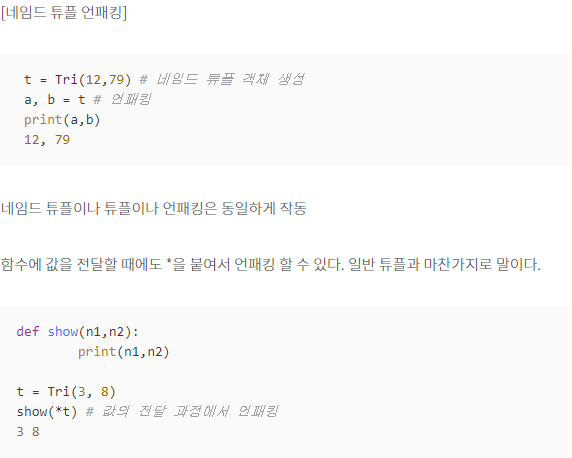 [네임드 튜플 언패킹]
t = Tri(12,79) # 네임드 튜플 객체 생성
a, b = t # 언패킹
print(a,b)
12, 79
네임드 튜플이나 튜플이나 언패킹은 동일하게 작동
함수에 값을 전달할 때에도 *을 붙여서 언패킹 할 수 있다. 일반 튜플과 마찬가지로 말이다.
def show(n1,n2):
        print(n1,n2)
t = Tri(3, 8)
show(*t) # 값의 전달 과정에서 언패킹
3 8